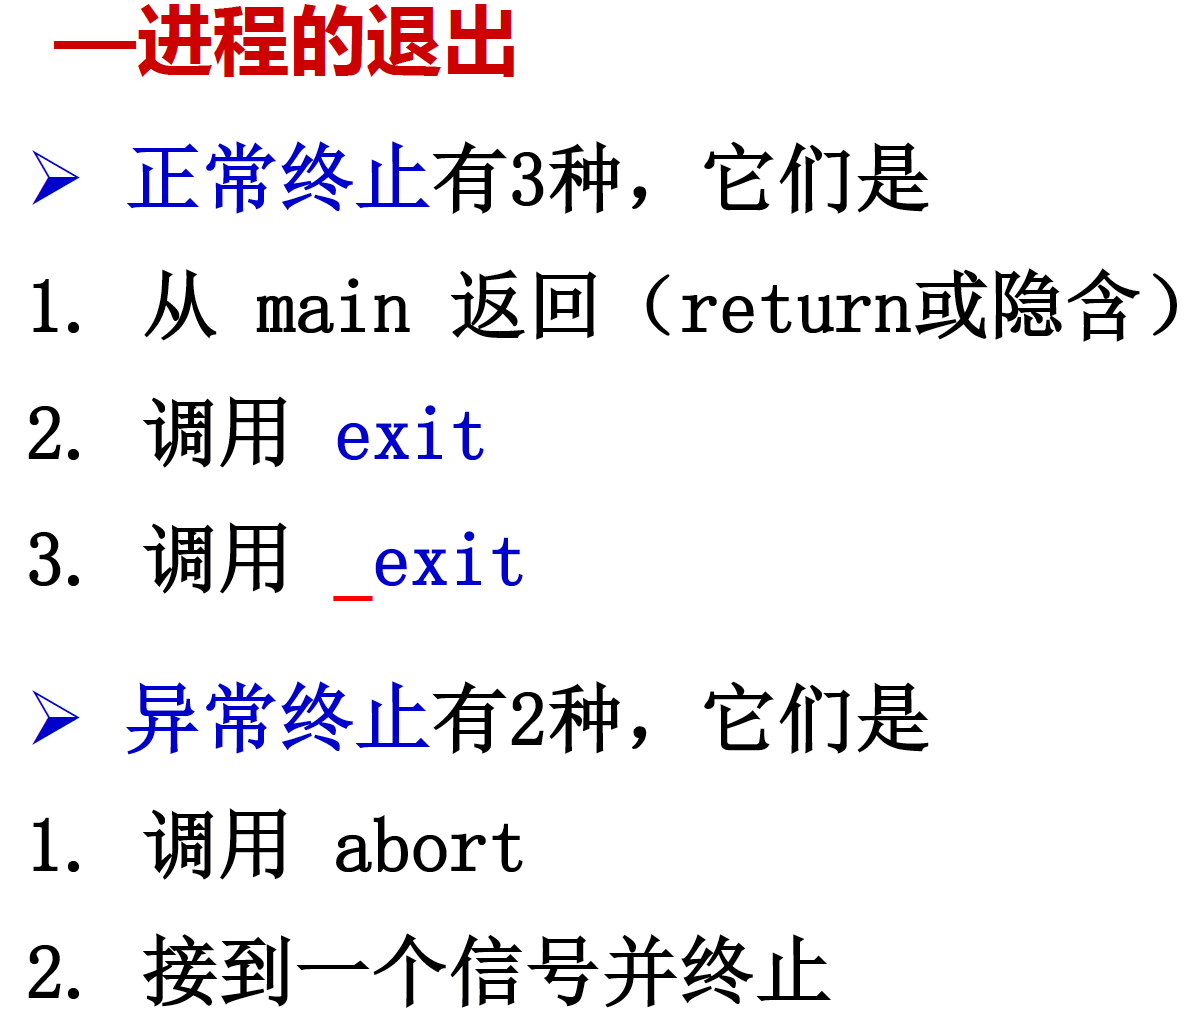 —进程的退出
➢ 正常终止有3种，它们是
1. 从 main 返回（return或隐含）
2. 调用 exit
3. 调用 _exit
➢ 异常终止有2种，它们是
1. 调用 abort
2. 接到一个信号并终止